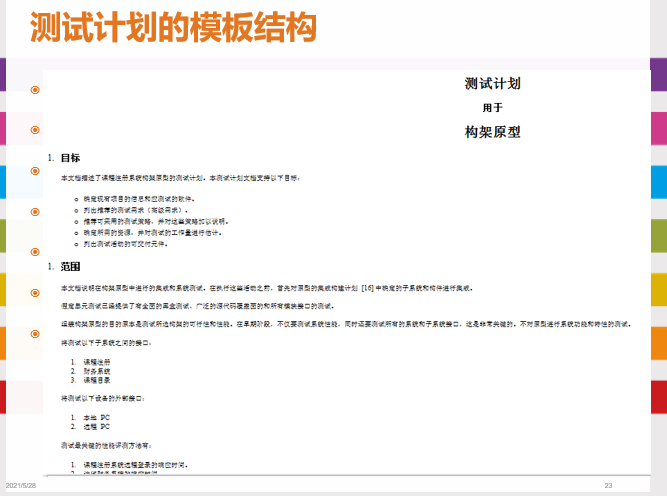 测试计划的模板结构
测试计划
用于
构架原型
1. 目标
本文档描述了课程注册系统构架原型的测试计划。本测试计划文档支持以下目标:
确定现有项目的信息和应测试的软件。
列出推荐的测试需求（高级需求）。
推荐可采用的测试策略，并对这些策略加以说明。
确定所需的资源，并对测试的工作量进行估计。
列出测试活动的可交付元件。
1. 范围
本文档说明在构架原型中进行的集成和系统测试。在执行这些活动之前，首先对原型的集成构建计划 [16] 中确定的子系统和构件进行集成。
假定单元测试已经提供了有全面的黑盒测试、广泛的源代码覆盖面的和所有模块接口的测试。
组建构架原型的目的原本是测试所选构架的可行性和性能。在早期阶段，不仅要测试系统性能，同时还要测试所有的系统和子系统接口，这是非常关键的。不对原型进行系统功能和特性的测试。
将测试以下子系统之间的接口:
1. 课程注册
2. 财务系统
3. 课程目录
将测试以下设备的外部接口:
1. 本地 PC
2. 远程 PC
测试最关键的性能评测方法有:
1. 课程注册系统远程登录的响应时间。
2021/5/28
23